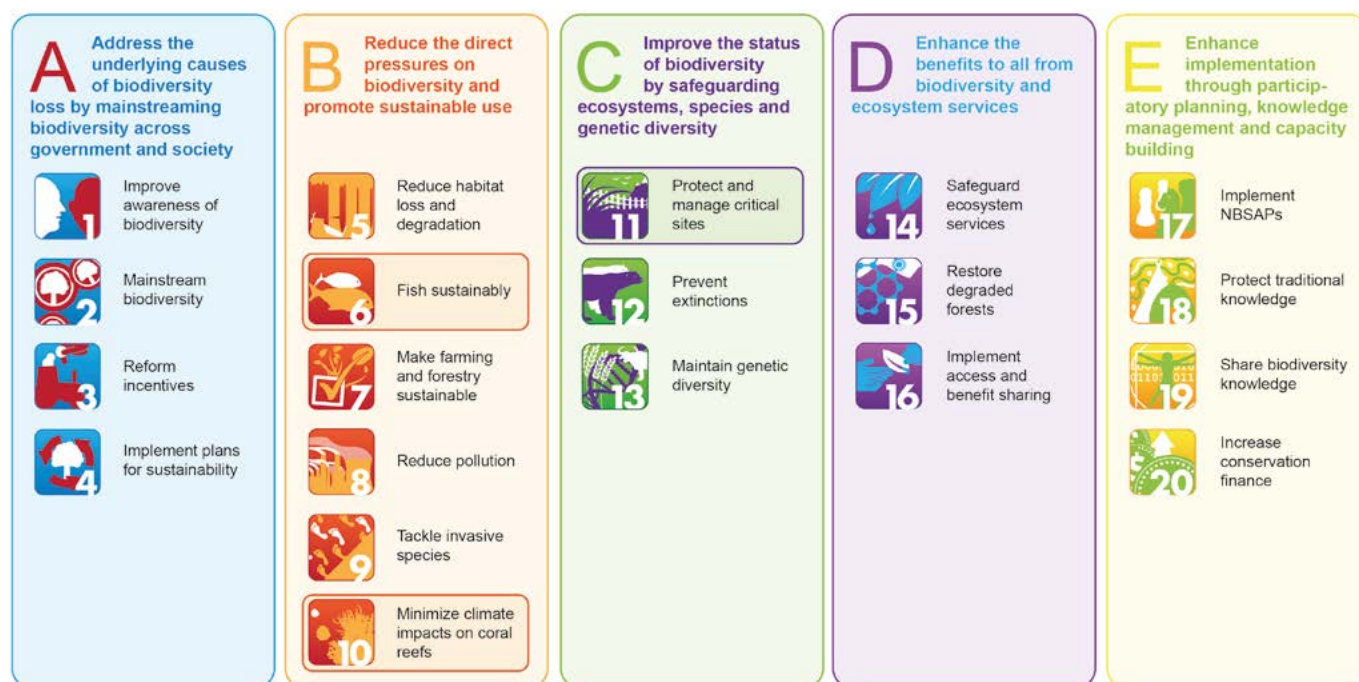 A
Address the
underlying causes
of biodiversity
loss by mainstreaming
biodiversity across
government and society
1
Improve
awareness of
biodiversity
2
Mainstream
biodiversity
3
Reform
incentives
4
Implement plans
for sustainability
B
Reduce the direct
pressures on
biodiversity and
promote sustainable use
5
Reduce habitat
loss and
degradation
6
Fish sustainably
7
Make farming
and forestry
sustainable
8
Reduce pollution
9
Tackle invasive
species
10
Minimize climate
impacts on coral
reefs
C
Improve the status
of biodiversity
by safeguarding
ecosystems, species and
genetic diversity
11
Protect and
manage critical
sites
12
Prevent
extinctions
13
Maintain genetic
diversity
D
Enhance the
benefits to all from
biodiversity and
ecosystem services
14
Safeguard
ecosystem
services
15
Restore
degraded
forests
16
Implement
access and
benefit sharing
E
Enhance
implementation
through particip-
atory planning, knowledge
management and capacity
building
17
Implement
NBSAPs
18
Protect traditional
knowledge
19
Share biodiversity
knowledge
20
Increase
conservation
finance